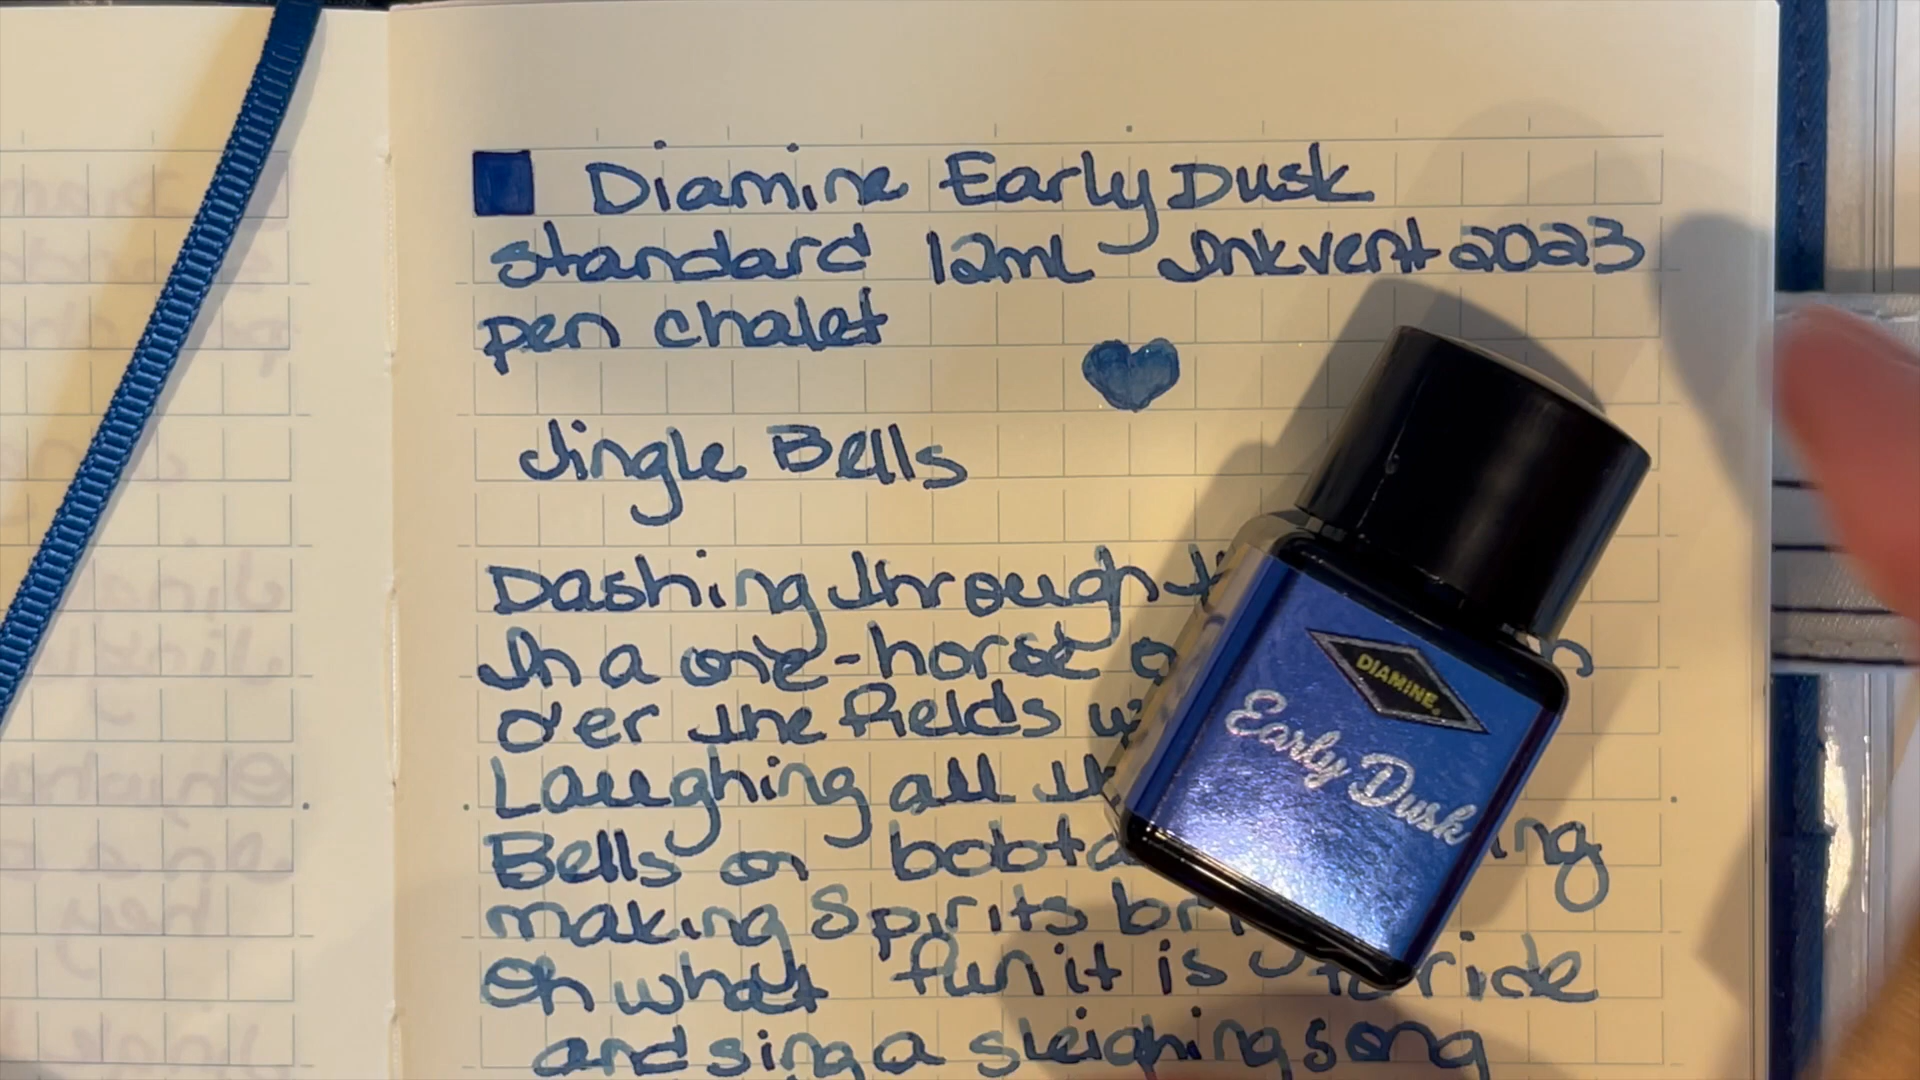 Diamine Early Dusk
standard 12ml Inkvent 2023
pen chalet
Jingle Bells
Dashing through
In a one-horse
o'er the fields
Laughing all
Bells on
making Spirits
Oh what fun it is to ride
and sing a sleighing song
DIAMINE
Early Dusk